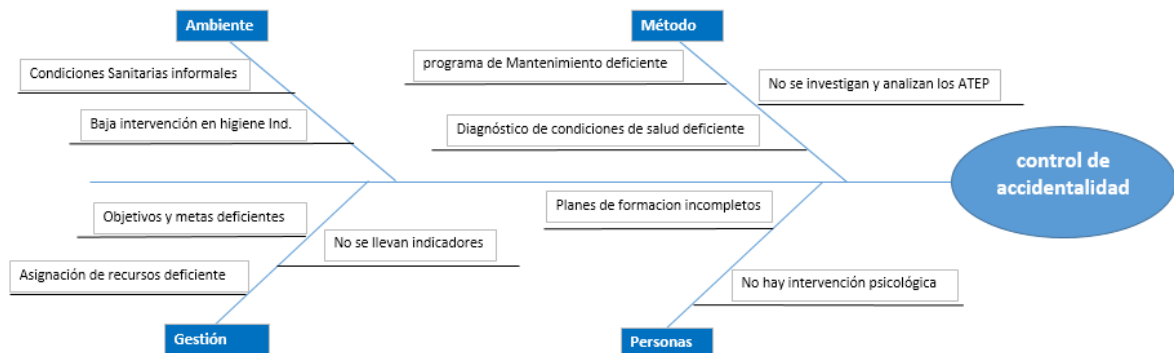 Ambiente
Método
Condiciones Sanitarias informales
programa de Mantenimiento deficiente
No se investigan y analizan los ATEP
Baja intervención en higiene Ind.
Diagnóstico de condiciones de salud deficiente
control de
accidentalidad
Objetivos y metas deficientes
Planes de formacion incompletos
No se llevan indicadores
Asignación de recursos deficiente
No hay intervención psicológica
Gestión
Personas